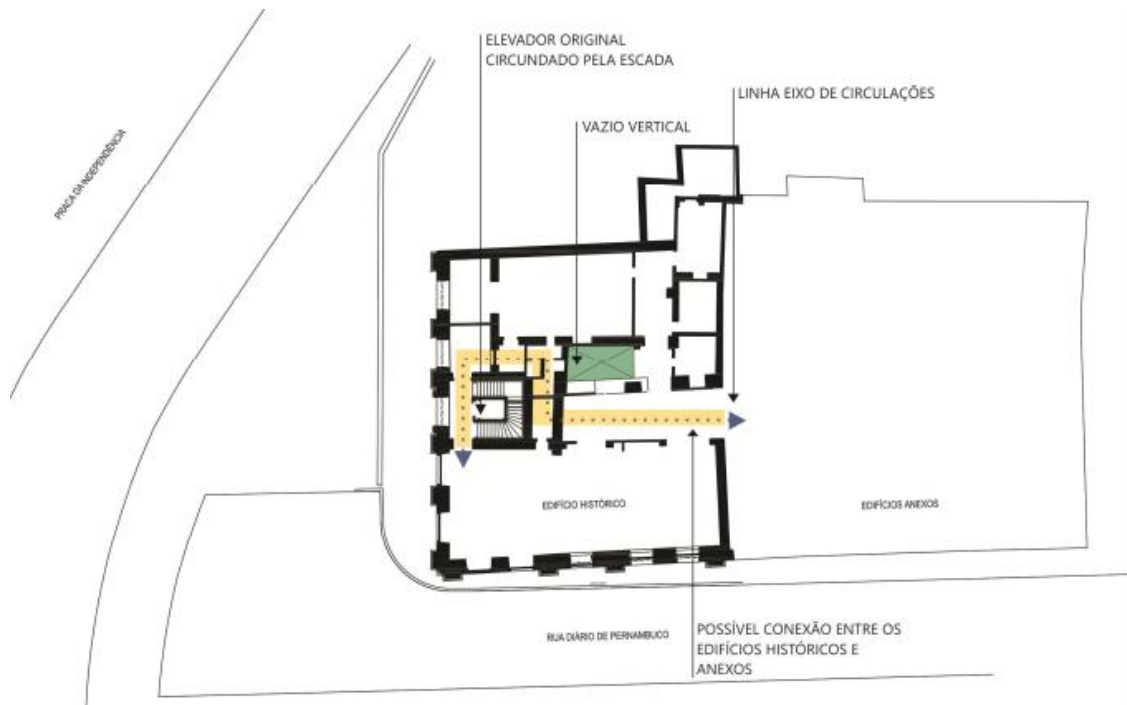 ELEVADOR ORIGINAL
CIRCUNDADO PELA ESCADA
LINHA EIXO DE CIRCULAÇÕES
VAZIO VERTICAL
PRAÇA DA INDEPENDÊNCIA
EDIFÍCIO HISTÓRICO
EDIFÍCIOS ANEXOS
RUA DIÁRIO DE PERNAMBUCO
POSSÍVEL CONEXÃO ENTRE OS
EDIFÍCIOS HISTÓRICOS E
ANEXOS